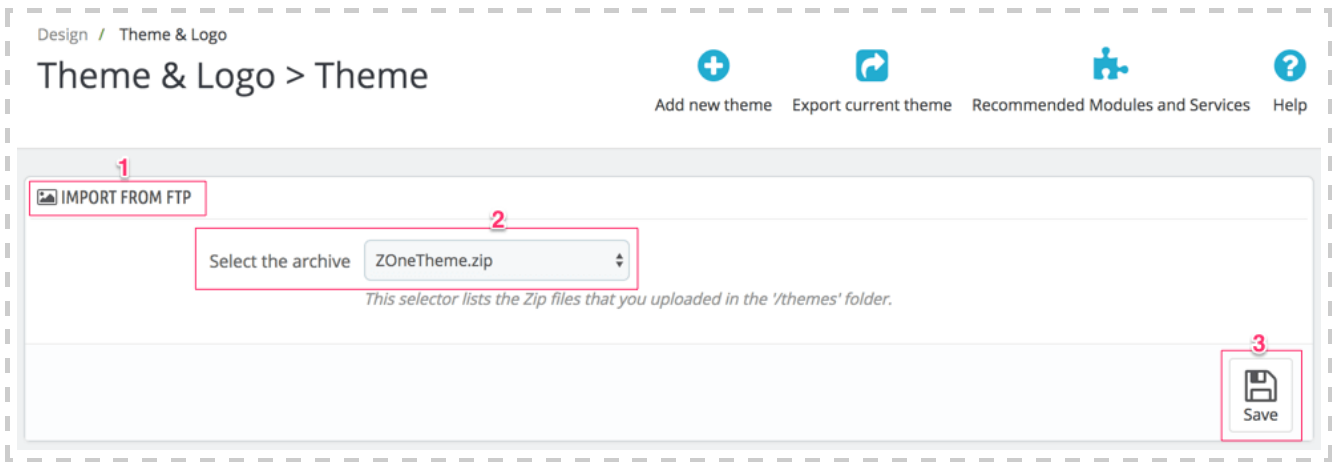 Design / Theme & Logo
Theme & Logo > Theme
Add new theme Export current theme Recommended Modules and Services Help
1
IMPORT FROM FTP
2
Select the archive ZOneTheme.zip
This selector lists the Zip files that you uploaded in the '/themes' folder.
3
Save